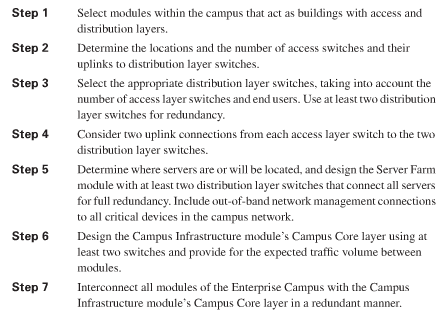 Step 1 Select modules within the campus that act as buildings with access and
distribution layers.
Step 2 Determine the locations and the number of access switches and their
uplinks to distribution layer switches.
Step 3 Select the appropriate distribution layer switches, taking into account the
number of access layer switches and end users. Use at least two distribution
layer switches for redundancy.
Step 4 Consider two uplink connections from each access layer switch to the two
distribution layer switches.
Step 5 Determine where servers are or will be located, and design the Server Farm
module with at least two distribution layer switches that connect all servers
for full redundancy. Include out-of-band network management connections
to all critical devices in the campus network.
Step 6 Design the Campus Infrastructure module's Campus Core layer using at
least two switches and provide for the expected traffic volume between
modules.
Step 7 Interconnect all modules of the Enterprise Campus with the Campus
Infrastructure module's Campus Core layer in a redundant manner.